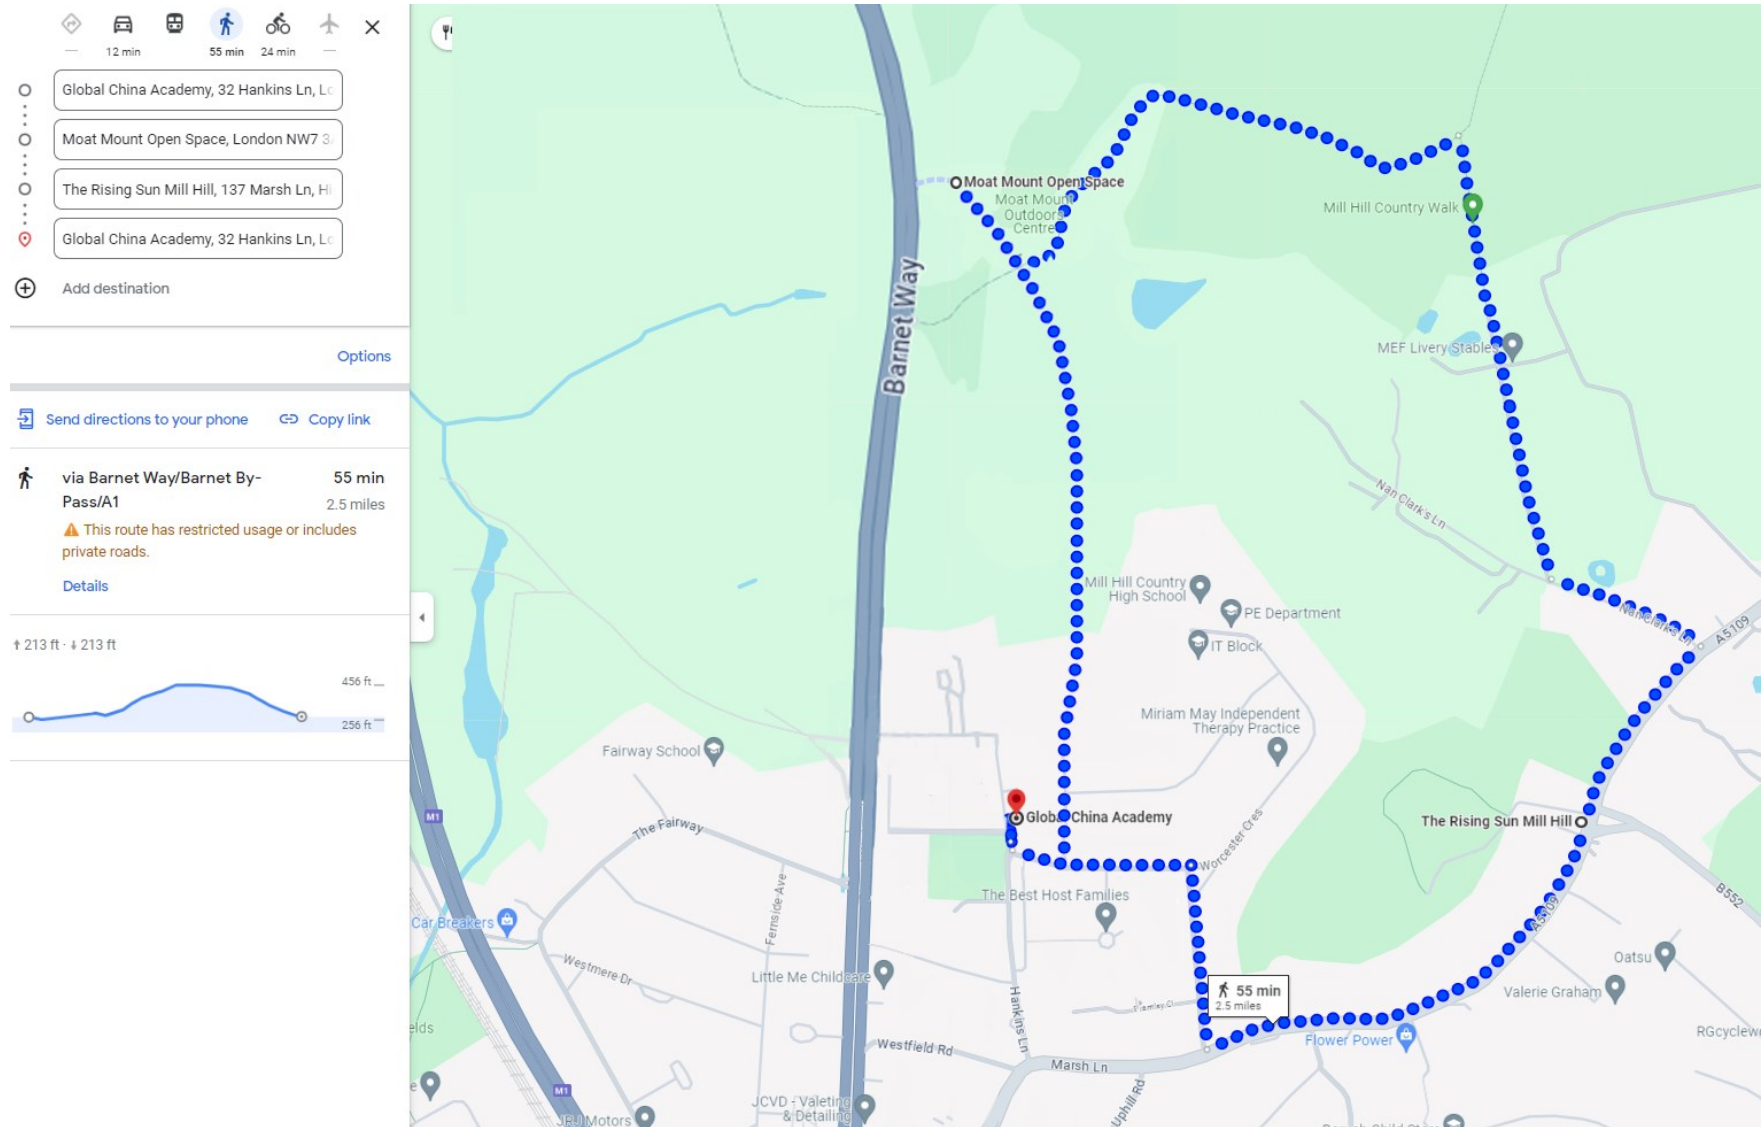 12 min
55 min
24 min
Global China Academy, 32 Hankins Ln, Lo
Moat Mount Open Space, London NW7 3
The Rising Sun Mill Hill, 137 Marsh Ln, Hi
Global China Academy, 32 Hankins Ln, Lo
Add destination
Options
Send directions to your phone
Copy link
via Barnet Way/Barnet By-
Pass/A1
55 min
2.5 miles
This route has restricted usage or includes
private roads.
Details
213 ft · 213 ft
456 ft
256 ft
Moat Mount Open Space
Moat Mount
Outdoors
Centre
Mill Hill Country Walk
Barnet Way
MEF Livery Stables
Nan Clark's Ln
Mill Hill Country
High School
PE Department
IT Block
Nan Clark's Ln
A5109
Miriam May Independent
Therapy Practice
Fairway School
M1
The Fairway
Global China Academy
The Rising Sun Mill Hill
Worcester Cres
The Best Host Families
B552
A5109
Car Breakers
Fernside Ave
Westmere Dr
Little Me Childcare
Oatsu
55 min
2.5 miles
Valerie Graham
Hankins Ln
elds
Flower Power
RGcyclew
Westfield Rd
Marsh Ln
M1
Uphill Rd
JCVD - Valeting
& Detailing
JRJ Motors